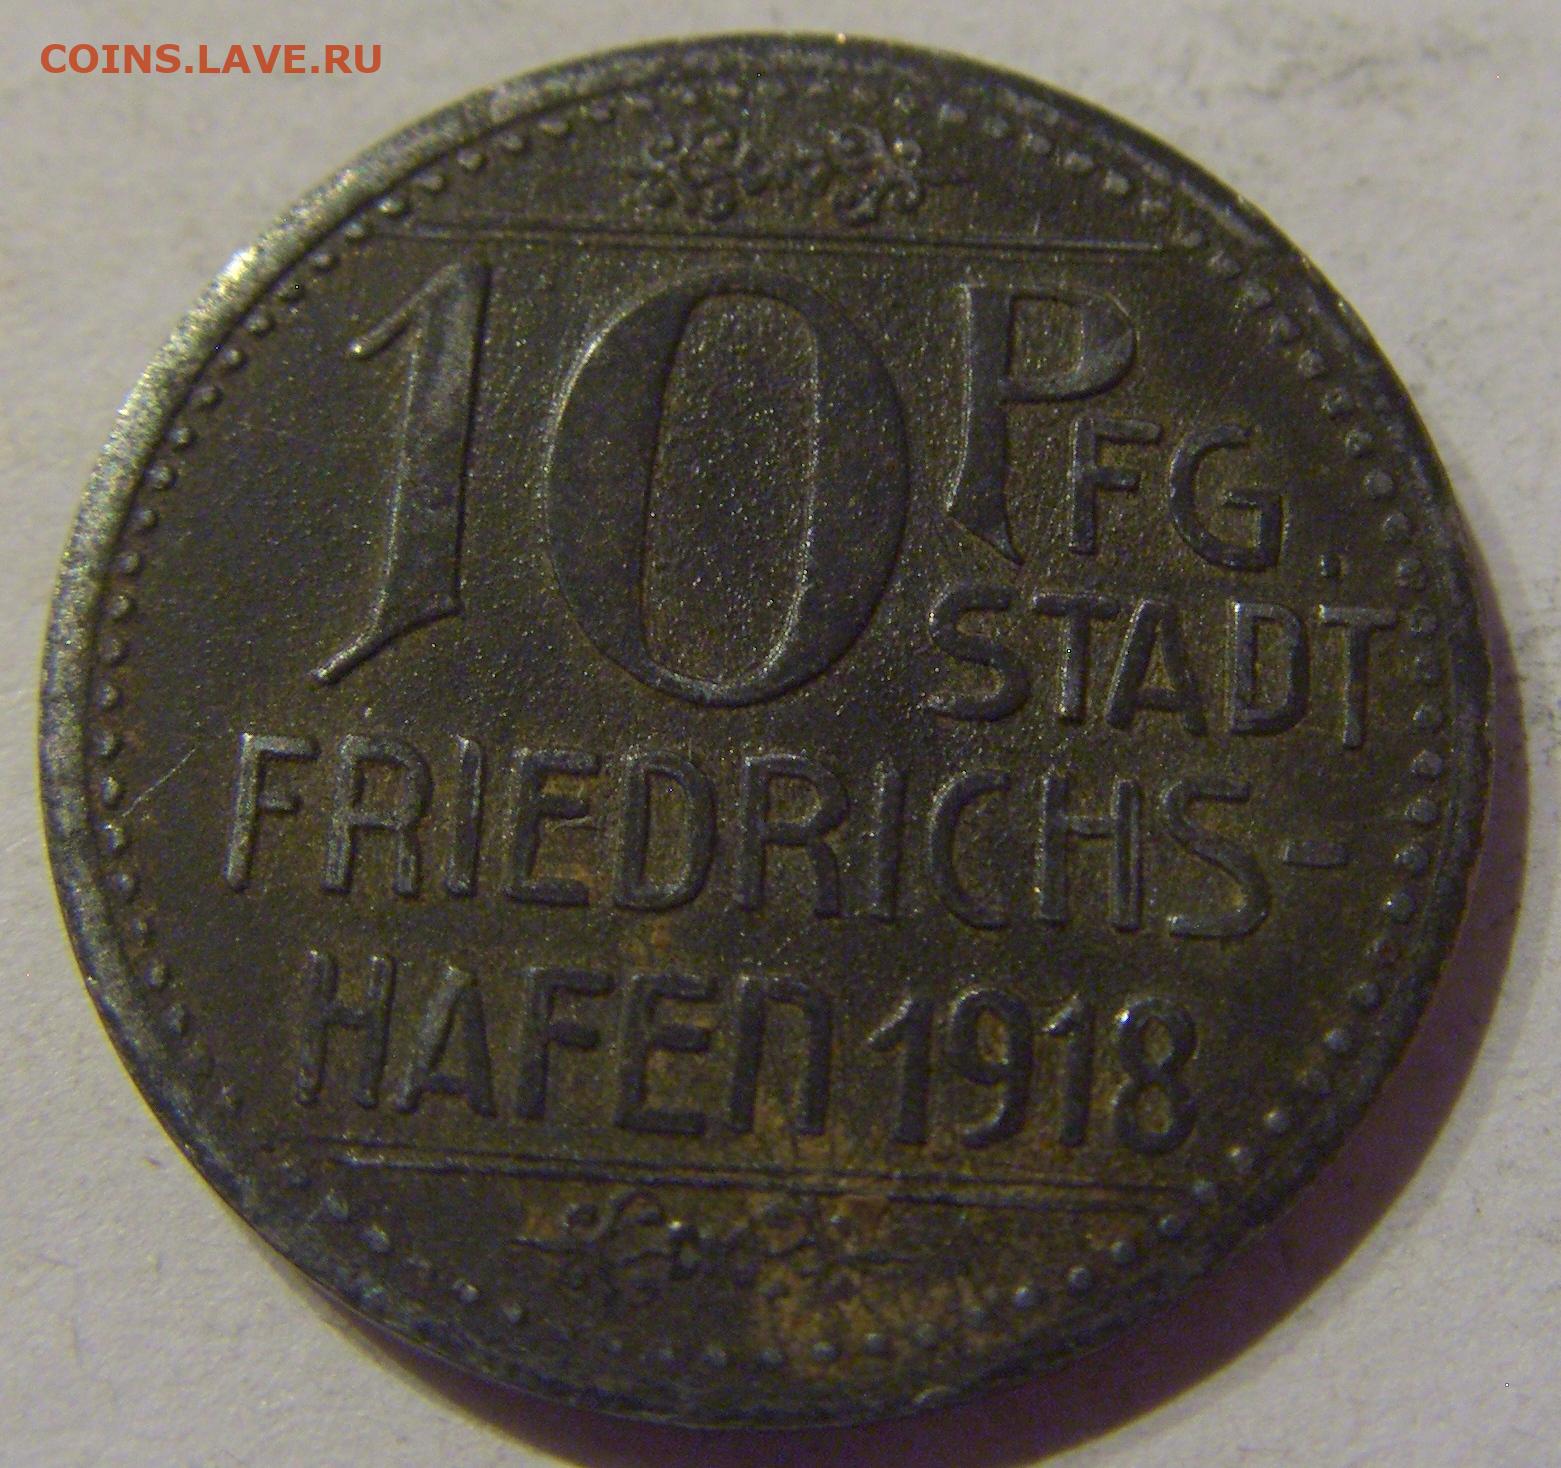 COINS.LAVE.RU
10 PFG.
STADT
FRIEDRICHS-
HAFEN 1918